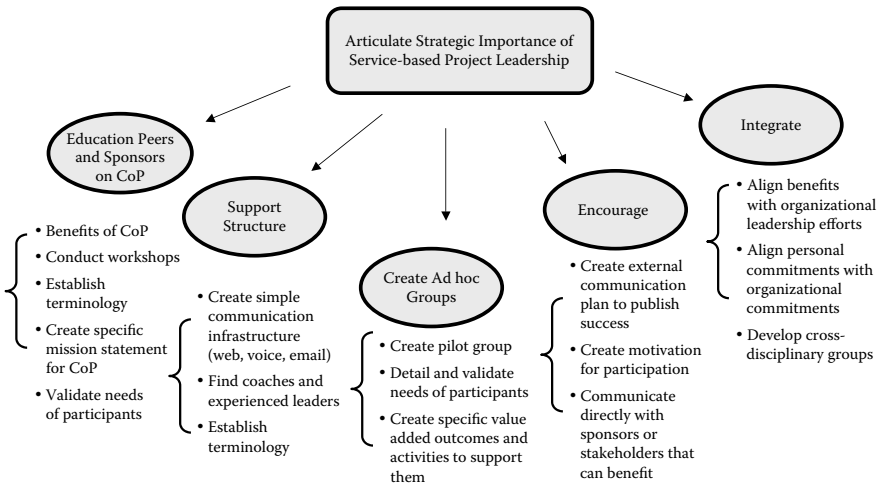 Articulate Strategic Importance of
Service-based Project Leadership
Education Peers
and Sponsors
on CoP
• Benefits of CoP
• Conduct workshops
• Establish
terminology
• Create specific
mission statement
for CoP
• Validate needs
of participants
Support
Structure
• Create simple
communication
infrastructure
(web, voice, email)
• Find coaches and
experienced leaders
• Establish
terminology
Create Ad hoc
Groups
• Create pilot group
• Detail and validate
needs of participants
• Create specific value
added outcomes and
activities to support
them
Encourage
• Create external
communication
plan to publish
success
• Create motivation
for participation
• Communicate
directly with
sponsors or
stakeholders that
can benefit
Integrate
• Align benefits
with organizational
leadership efforts
• Align personal
commitments with
organizational
commitments
• Develop cross-
disciplinary groups